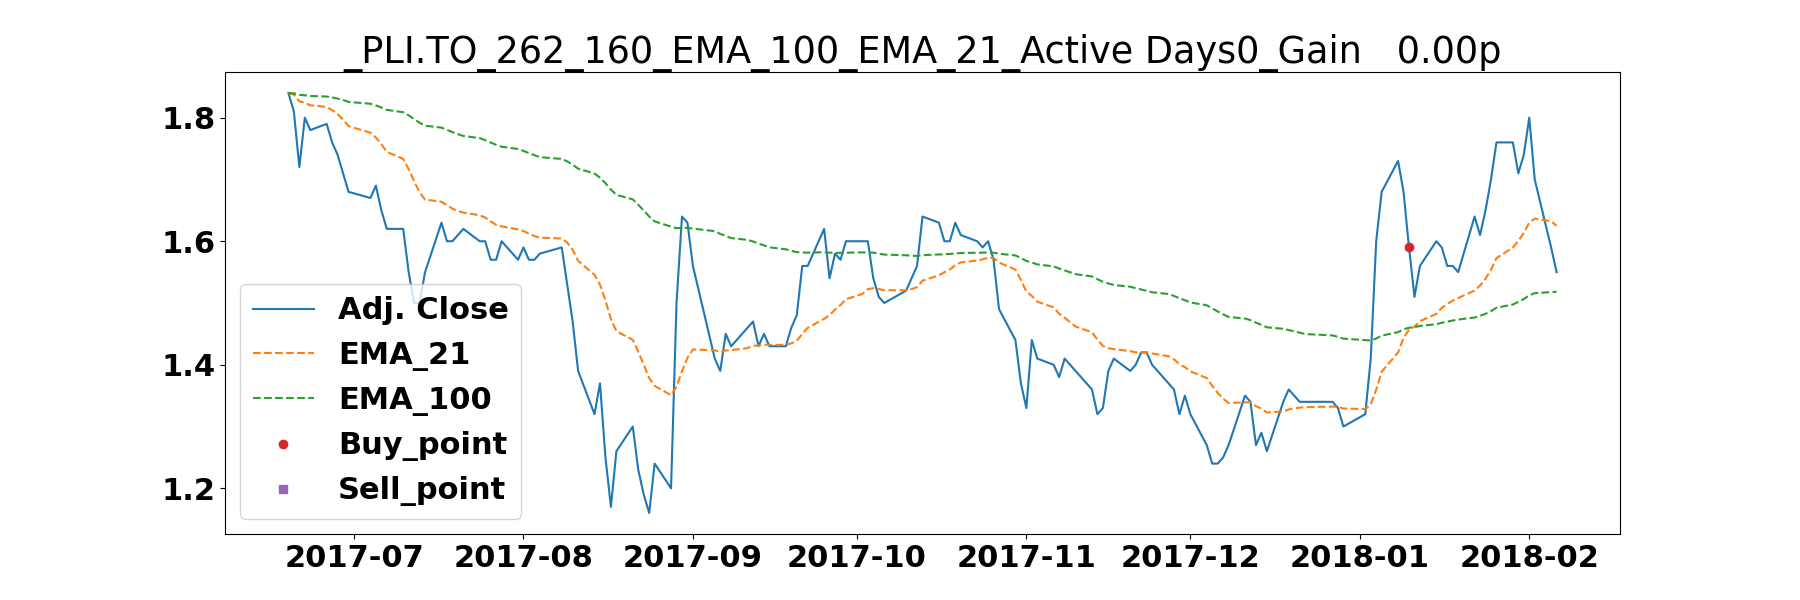 _PLI.TO_262_160_EMA_100_EMA_21_Active Days0_Gain   0.00p
1.8
1.6
1.4
1.2
Adj. Close
EMA_21
EMA_100
Buy_point
Sell_point
2017-07 2017-08 2017-09 2017-10 2017-11 2017-12 2018-01 2018-02